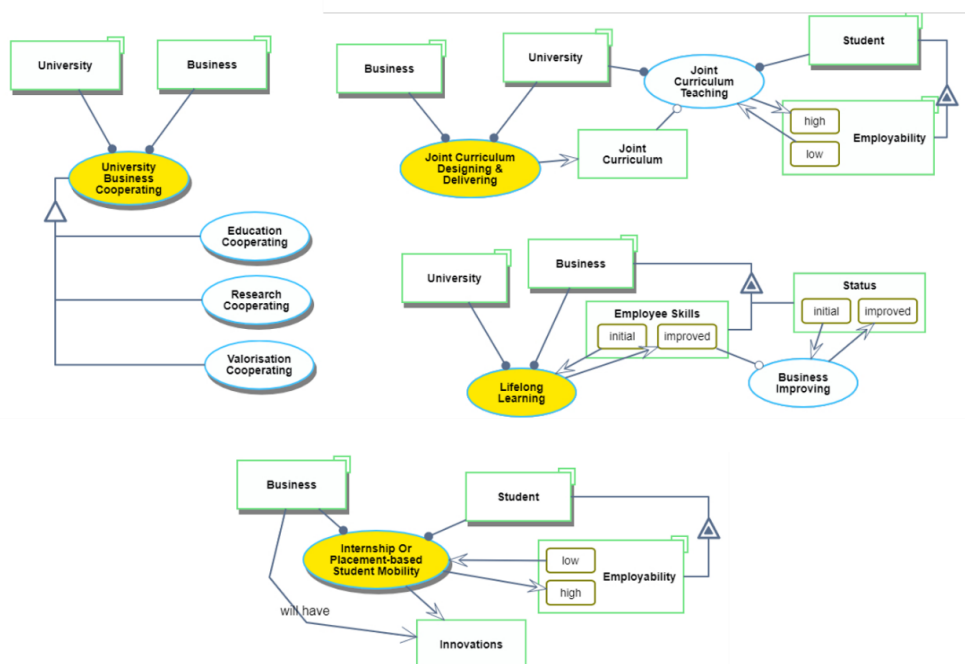 University
Business
University
Business
Cooperating
Education
Cooperating
Research
Cooperating
Valorisation
Cooperating
Business
University
Joint
Curriculum
Teaching
Student
high
low
Employability
Joint Curriculum
Designing &
Delivering
Joint
Curriculum
University
Business
Employee Skills
initial
improved
Status
initial
improved
Lifelong
Learning
Business
Improving
Business
Student
Internship Or
Placement-based
Student Mobility
low
high
Employability
will have
Innovations